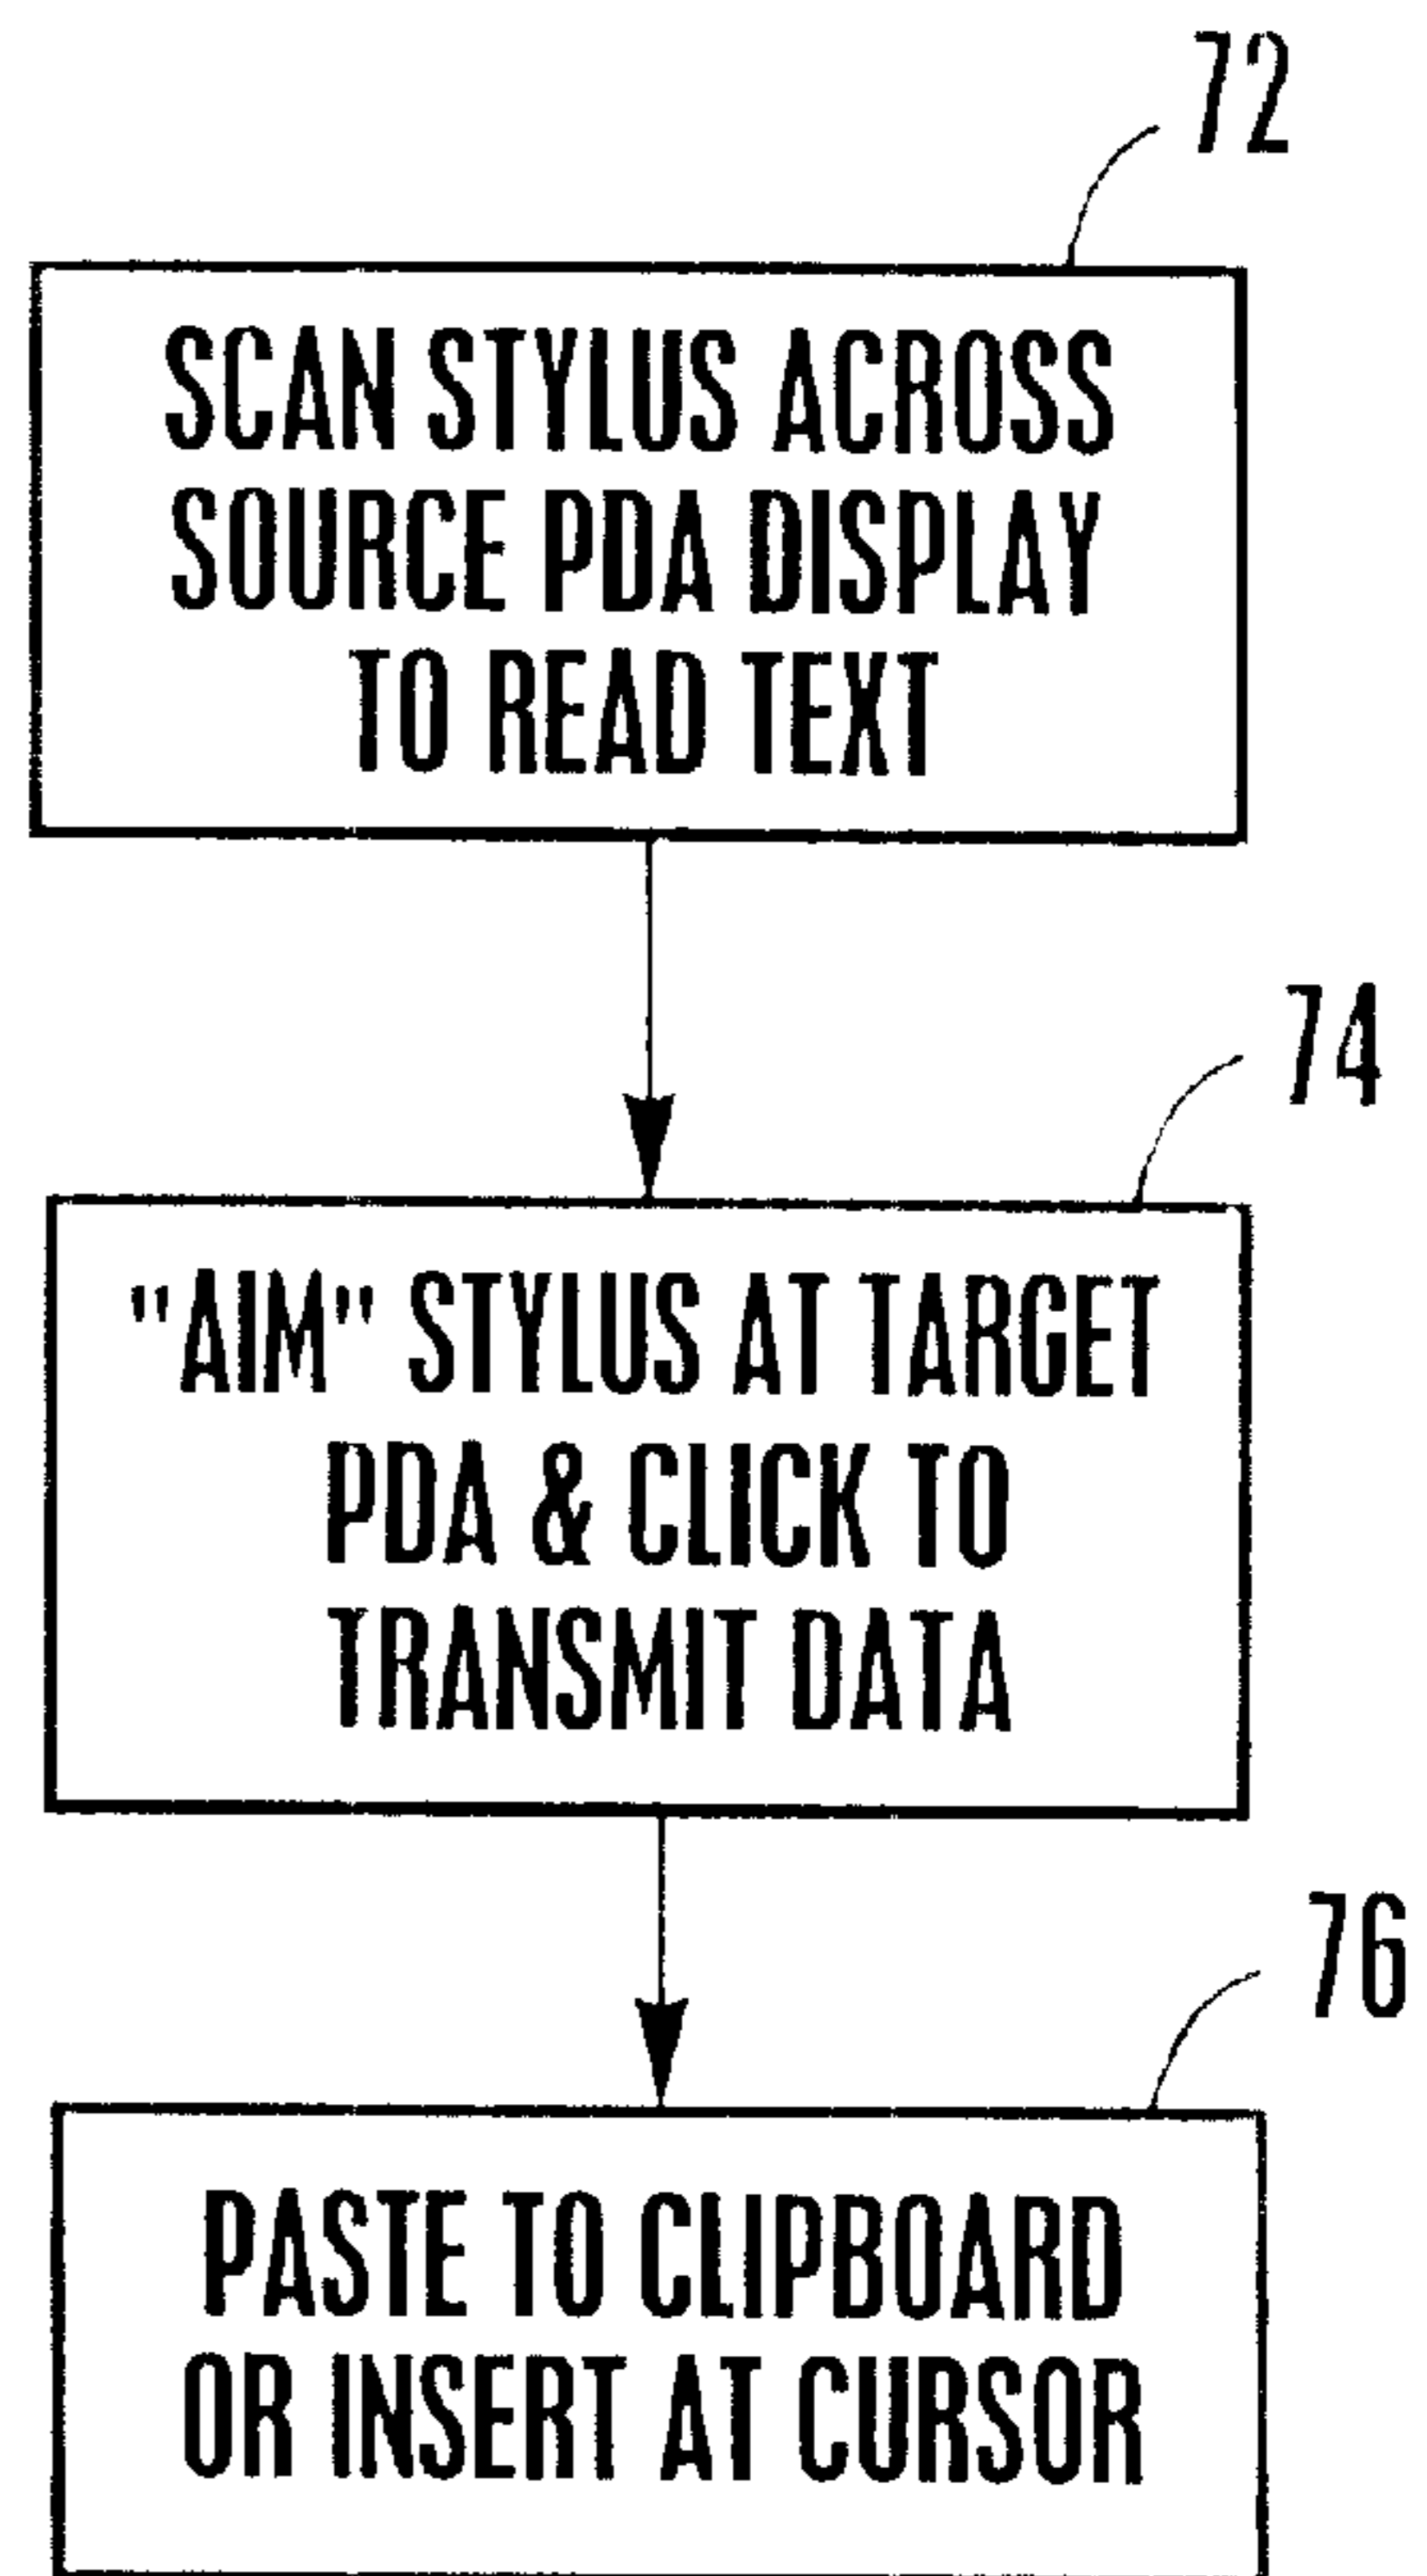 72
SCAN STYLUS ACROSS
SOURCE PDA DISPLAY
TO READ TEXT
74
"AIM" STYLUS AT TARGET
PDA & CLICK TO
TRANSMIT DATA
76
PASTE TO CLIPBOARD
OR INSERT AT CURSOR